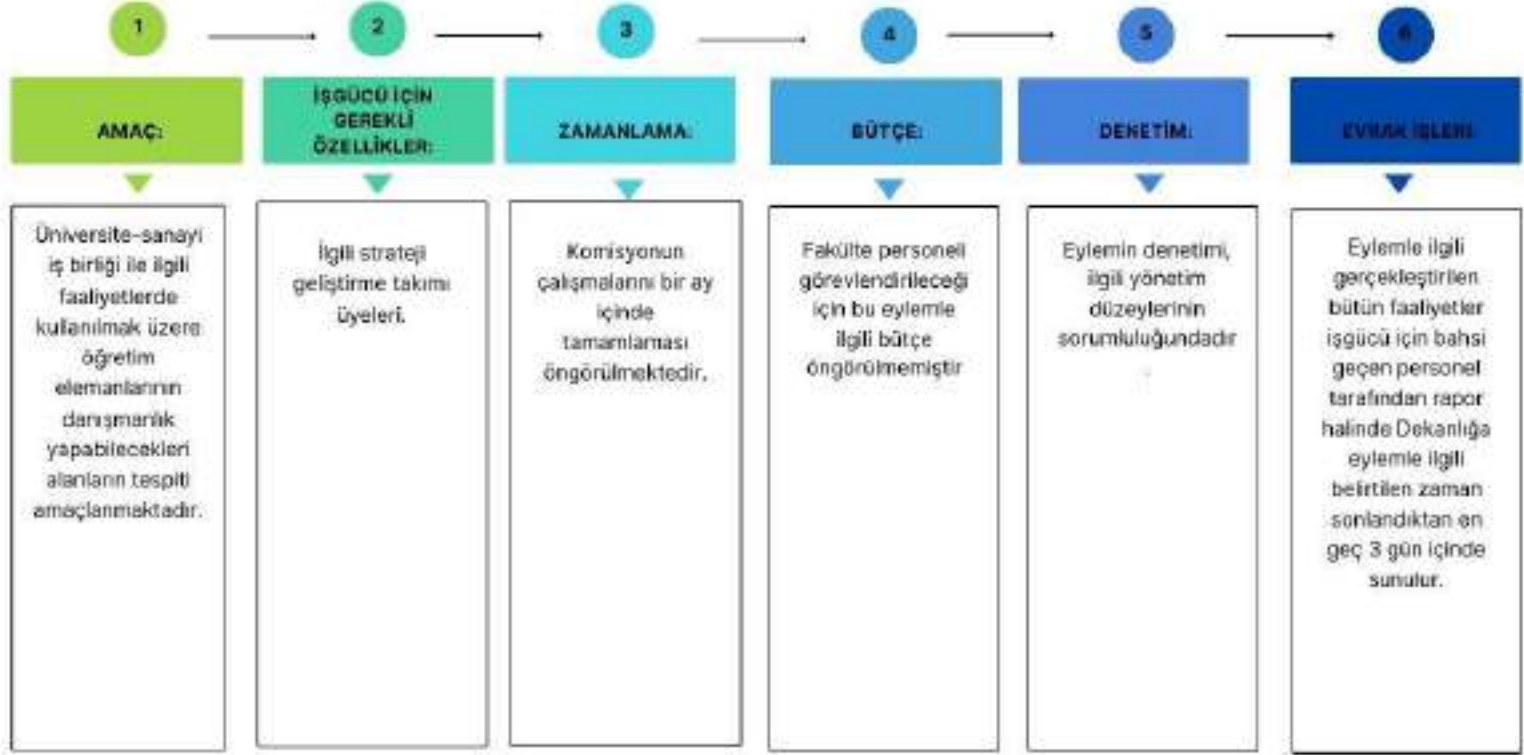 1
2
3
4
5
6
AMAÇ:
İŞGÜCÜ İÇİN
GEREKLİ
ÖZELLİKLER:
ZAMANLAMA:
BÜTÇE:
DENETİM:
EVRAK İŞLERİ:
Üniversite-sanayi
iş birliği ile ilgili
faaliyetlerde
kullanılmak üzere
öğretim
elemanlarının
danışmanlık
yapabilecekleri
alanların tespiti
amaçlanmaktadır.
İlgili strateji
geliştirme takımı
üyeleri.
Komisyonun
çalışmalarını bir ay
içinde
tamamlaması
öngörülmektedir.
Fakülte personeli
görevlendirileceği
için bu eylemle
ilgili bütçe
öngörülmemiştir
Eylemin denetimi,
ilgili yönetim
düzeylerinin
sorumluluğundadır
.
Eylemle ilgili
gerçekleştirilen
bütün faaliyetler
işgücü için bahsi
geçen personel
tarafından rapor
halinde Dekanlığa
eylemle ilgili
belirtilen zaman
sonlandıktan en
geç 3 gün içinde
sunulur.